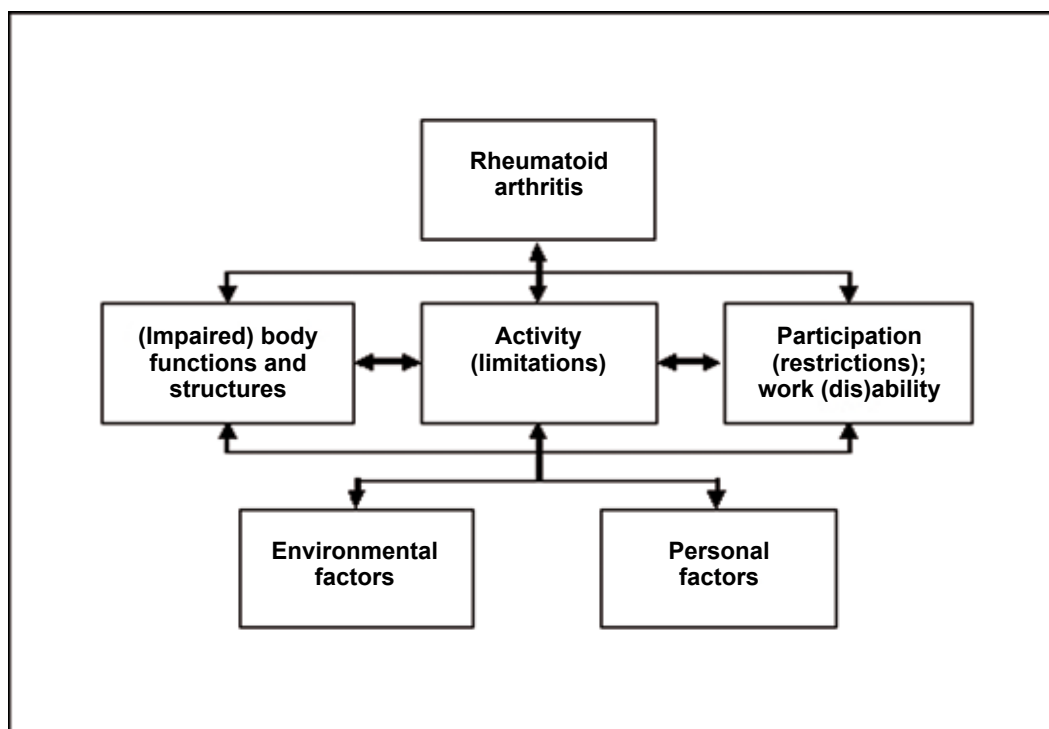 Rheumatoid
arthritis
(Impaired) body
functions and
structures
Activity
(limitations)
Participation
(restrictions);
work (dis)ability
Environmental
factors
Personal
factors